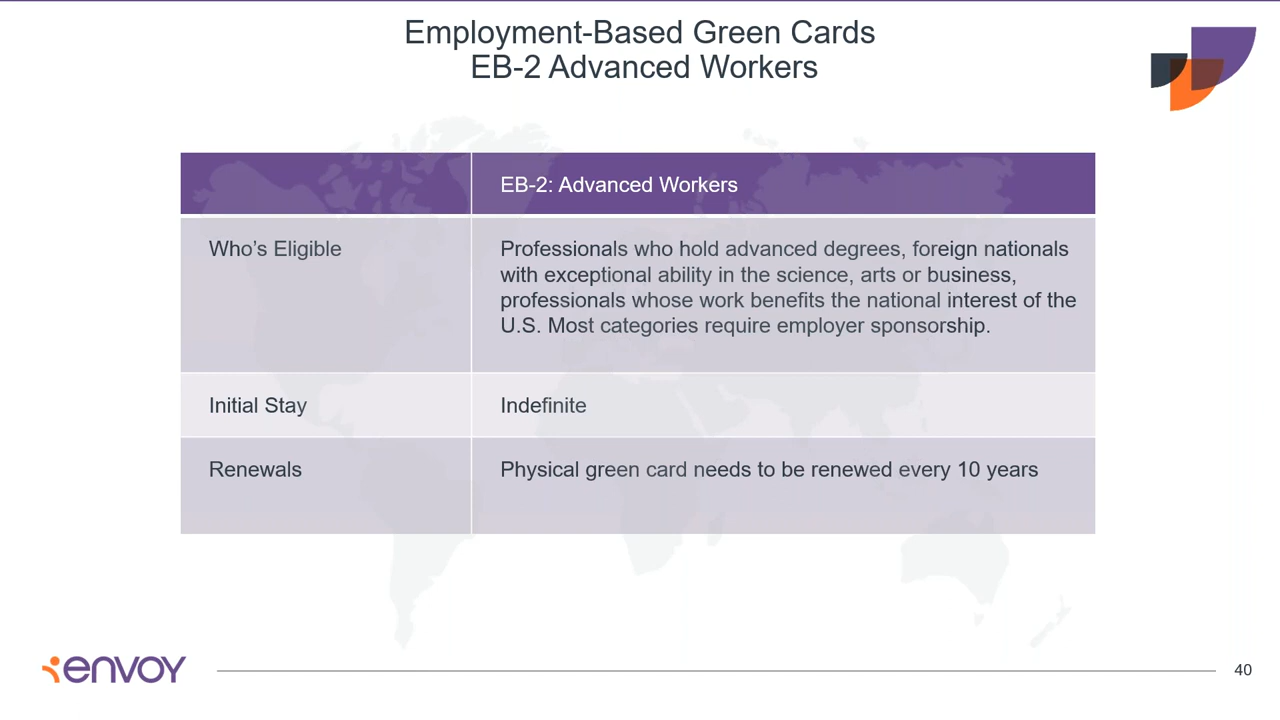 Employment-Based Green Cards
EB-2 Advanced Workers
EB-2: Advanced Workers
Who’s Eligible
Professionals who hold advanced degrees, foreign nationals
with exceptional ability in the science, arts or business,
professionals whose work benefits the national interest of the
U.S. Most categories require employer sponsorship.
Initial Stay
Indefinite
Renewals
Physical green card needs to be renewed every 10 years
envoy
40